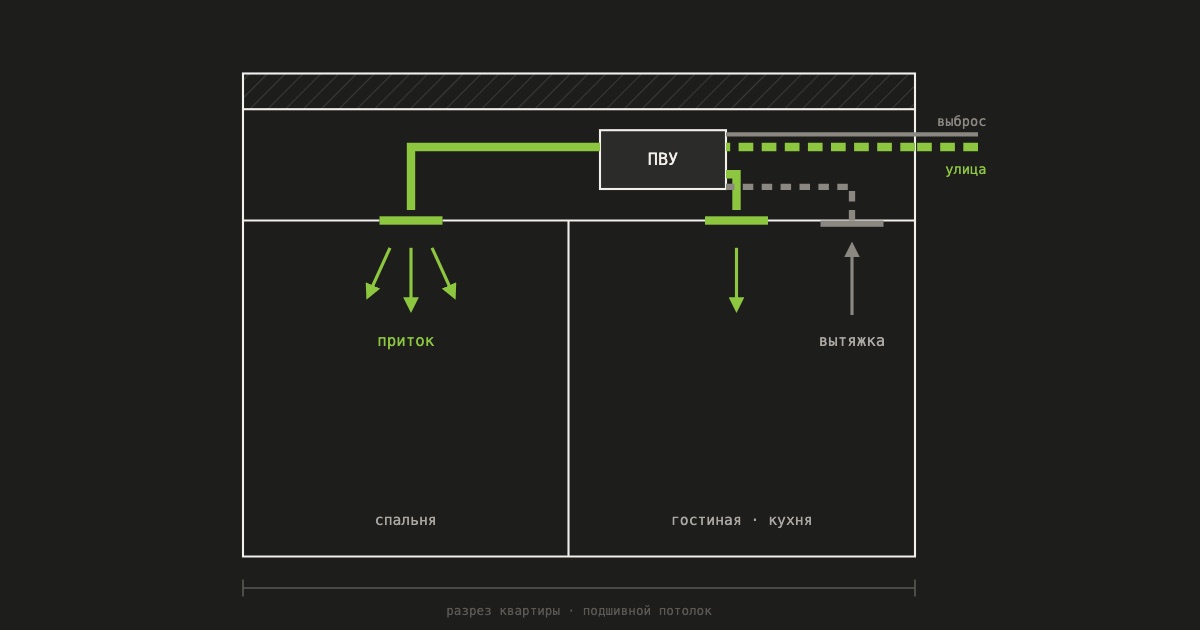 выброс
ПВУ
улица
приток
вытяжка
спальня
гостиная · кухня
разрез квартиры · подшивной потолок